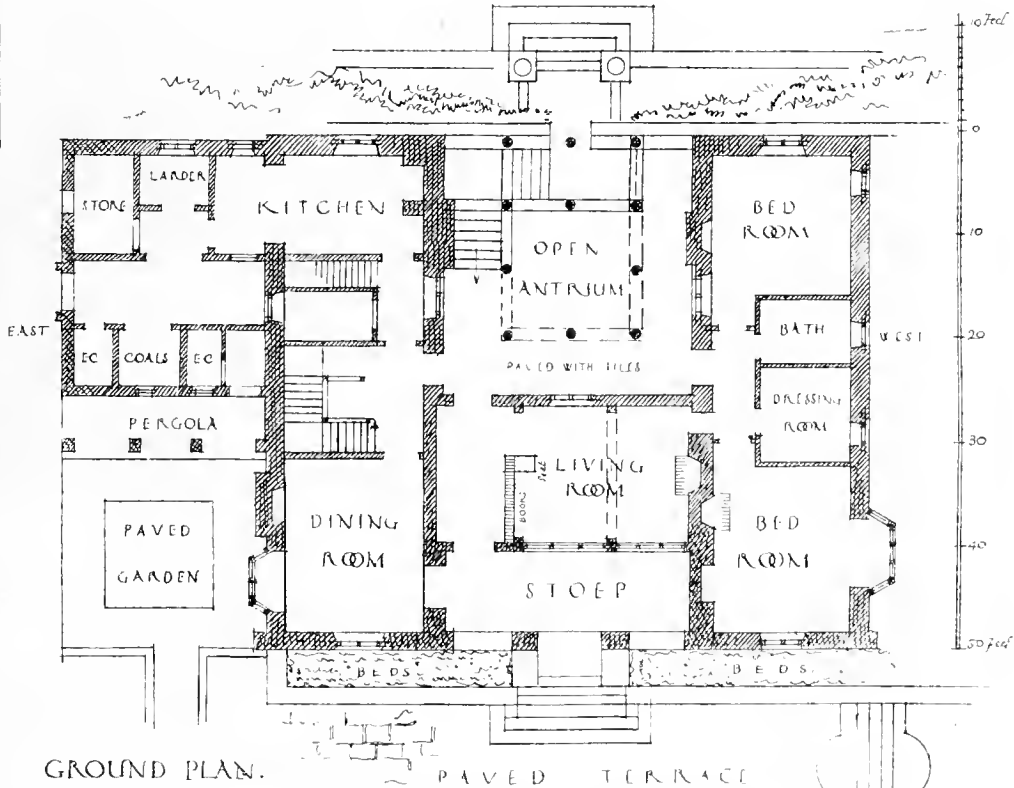 10 Feet
0
LARDER
STORE
KITCHEN
BED
ROOM
10
OPEN
ANTRIUM
EAST
EC
COALS
EC
BATH
WEST
20
PAVED WITH TILES
DRESSING
ROOM
PERGOLA
30
LIVING
ROOM
Seat
BOOKS
PAVED
GARDEN
DINING
ROOM
BED
ROOM
40
STOEP
50 feet
BEDS
BEDS
GROUND PLAN.
PAVED TERRACE